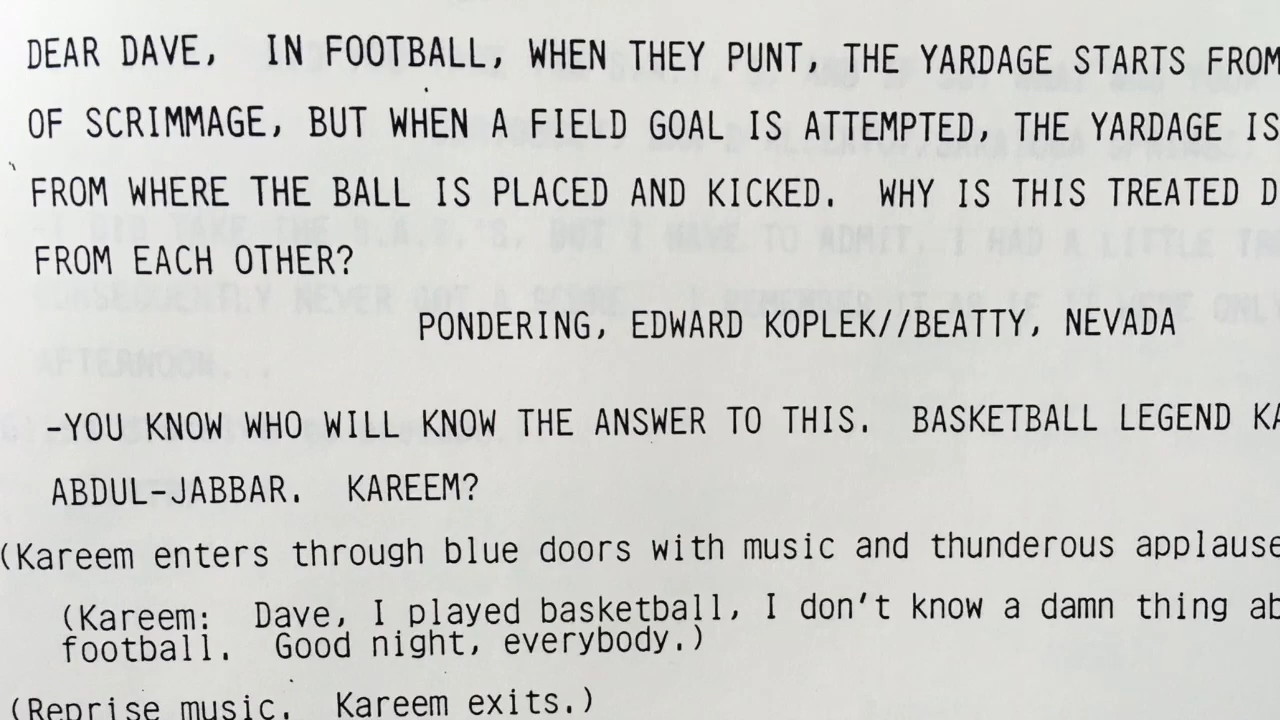 DEAR DAVE, IN FOOTBALL, WHEN THEY PUNT, THE YARDAGE STARTS FROM
OF SCRIMMAGE, BUT WHEN A FIELD GOAL IS ATTEMPTED, THE YARDAGE IS
FROM WHERE THE BALL IS PLACED AND KICKED. WHY IS THIS TREATED D
FROM EACH OTHER?
PONDERING, EDWARD KOPLEK//BEATTY, NEVADA
-YOU KNOW WHO WILL KNOW THE ANSWER TO THIS. BASKETBALL LEGEND KA
ABDUL-JABBAR. KAREEM?
(Kareem enters through blue doors with music and thunderous applause
(Kareem: Dave, I played basketball, I don't know a damn thing ab
football. Good night, everybody.)
(Reprise music. Kareem exits.)